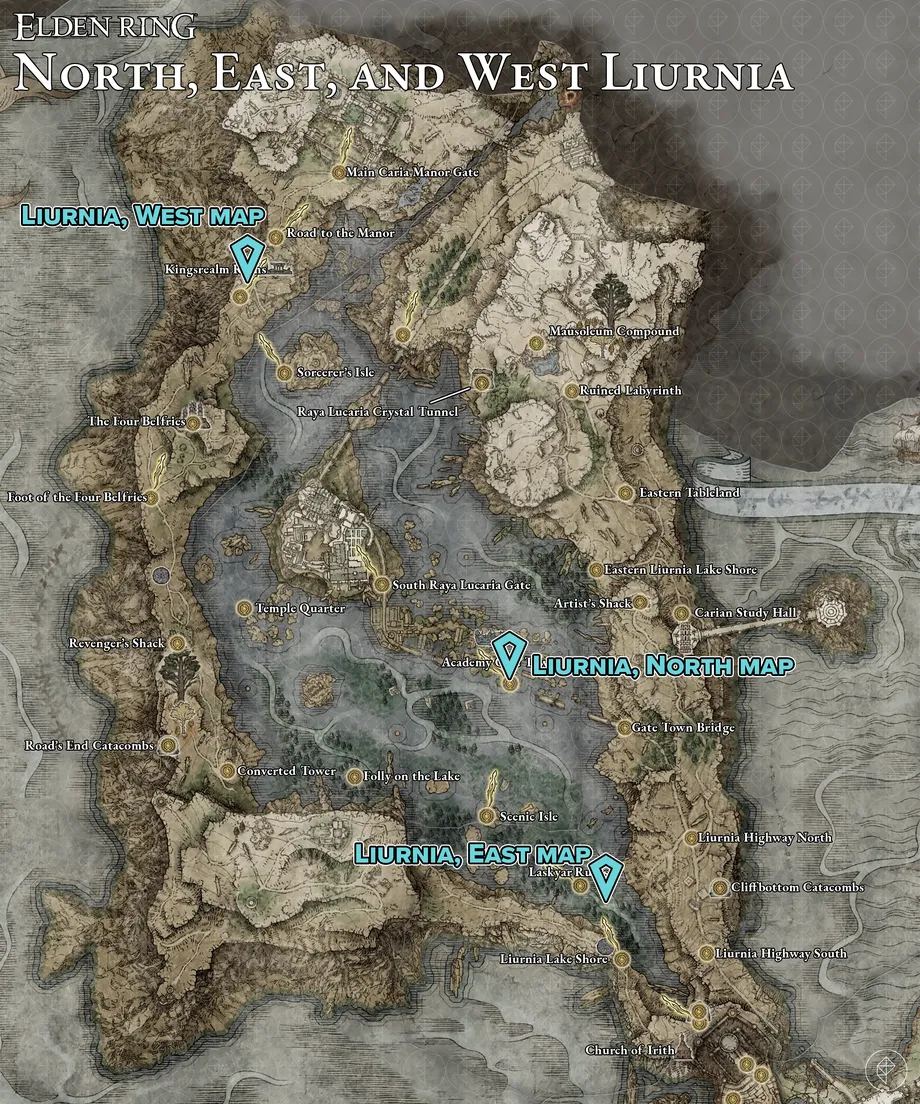 ELDEN RING
NORTH, EAST, AND WEST LIURNIA
Main Caria Manor Gate
LIURNIA, WEST MAP
Road to the Manor
Kingsrealm
Mausoleum Compound
Sorcerer's Isle
Ruined Labyrinth
Raya Lucaria Crystal Tunnel
The Four Belfries
Foot of the Four Belfries
Eastern Tableland
Eastern Liurnia Lake Shore
South Raya Lucaria Gate
Artist's Shack
Temple Quarter
Carian Study Hall
Revenger's Shack
Academy
LIURNIA, NORTH MAP
Gate Town Bridge
Road's End Catacombs
Converted Tower
Folly on the Lake
Scenic Isle
Liurnia Highway North
LIURNIA, EAST MAP
Laskyar Ru
Cliffbottom Catacombs
Liurnia Highway South
Liurnia Lake Shore
Church of Irith